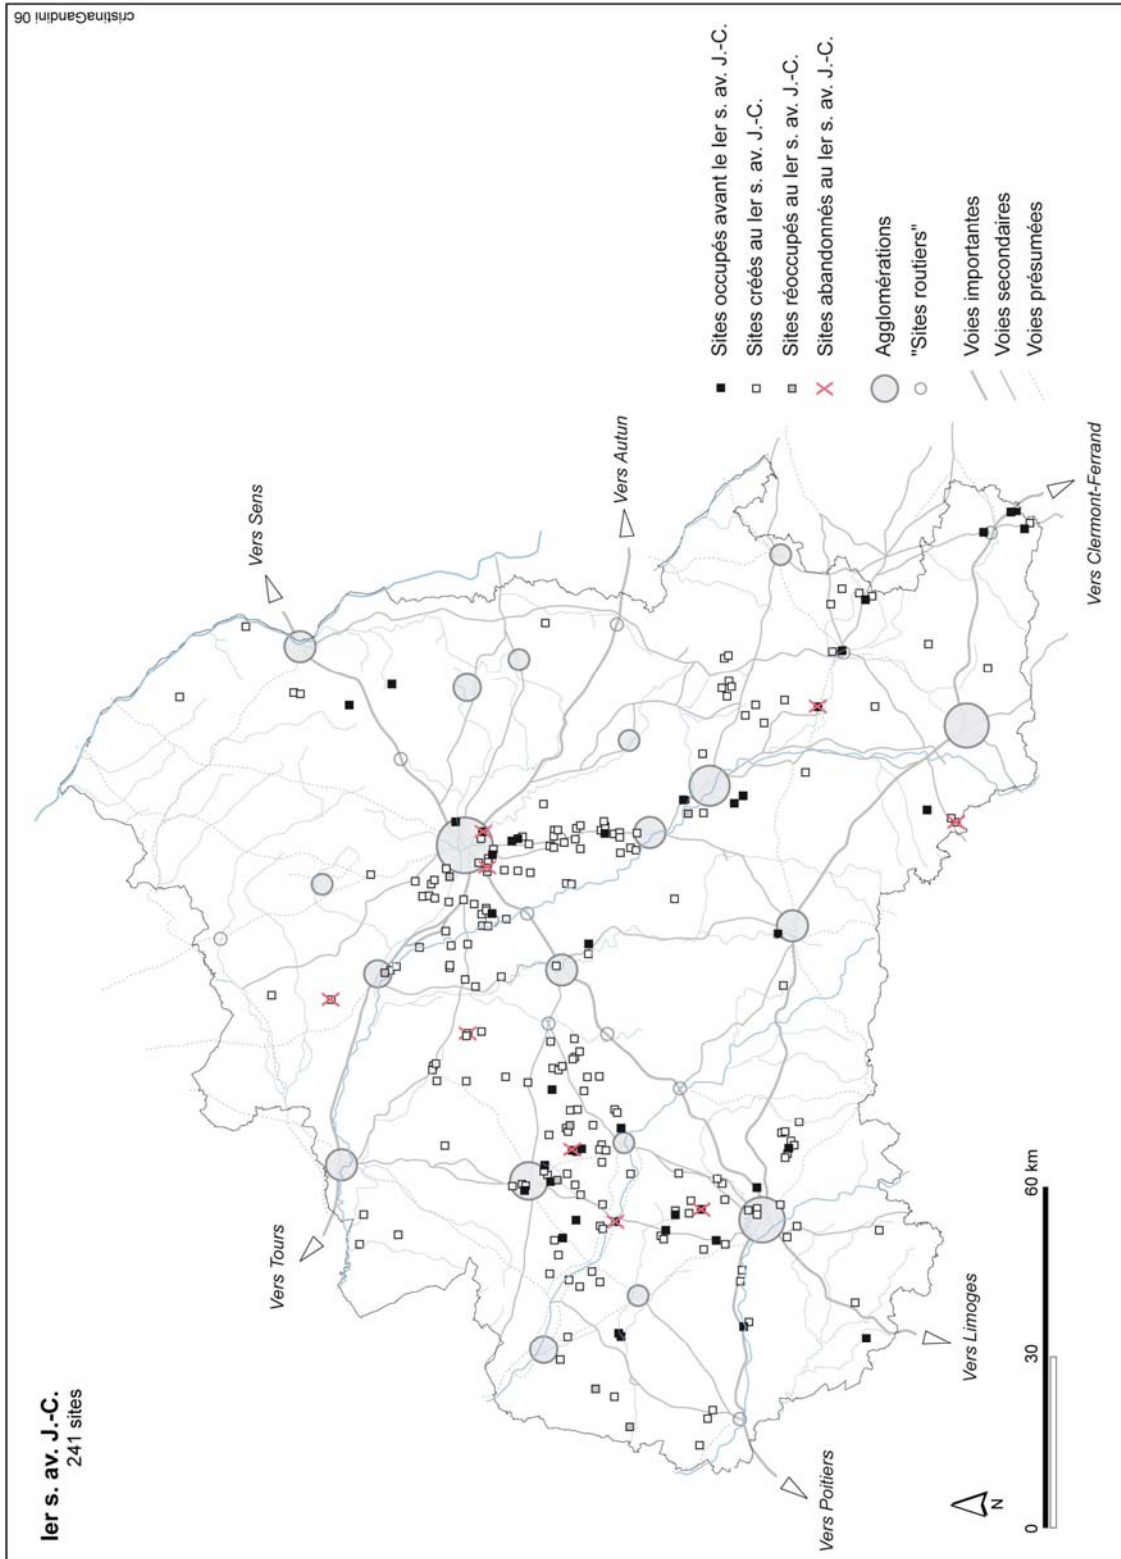 Ier s. av. J.-C.
241 sites
cristinaGandini 06
Vers Sens
Vers Tours
Vers Autun
Vers Poitiers
Vers Limoges
Vers Clermont-Ferrand
Sites occupés avant le Ier s. av. J.-C.
Sites créés au Ier s. av. J.-C.
Sites réoccupés au Ier s. av. J.-C.
Sites abandonnés au Ier s. av. J.-C.
Agglomérations
"Sites routiers"
Voies importantes
Voies secondaires
Voies présumées
N
0 30 60 km